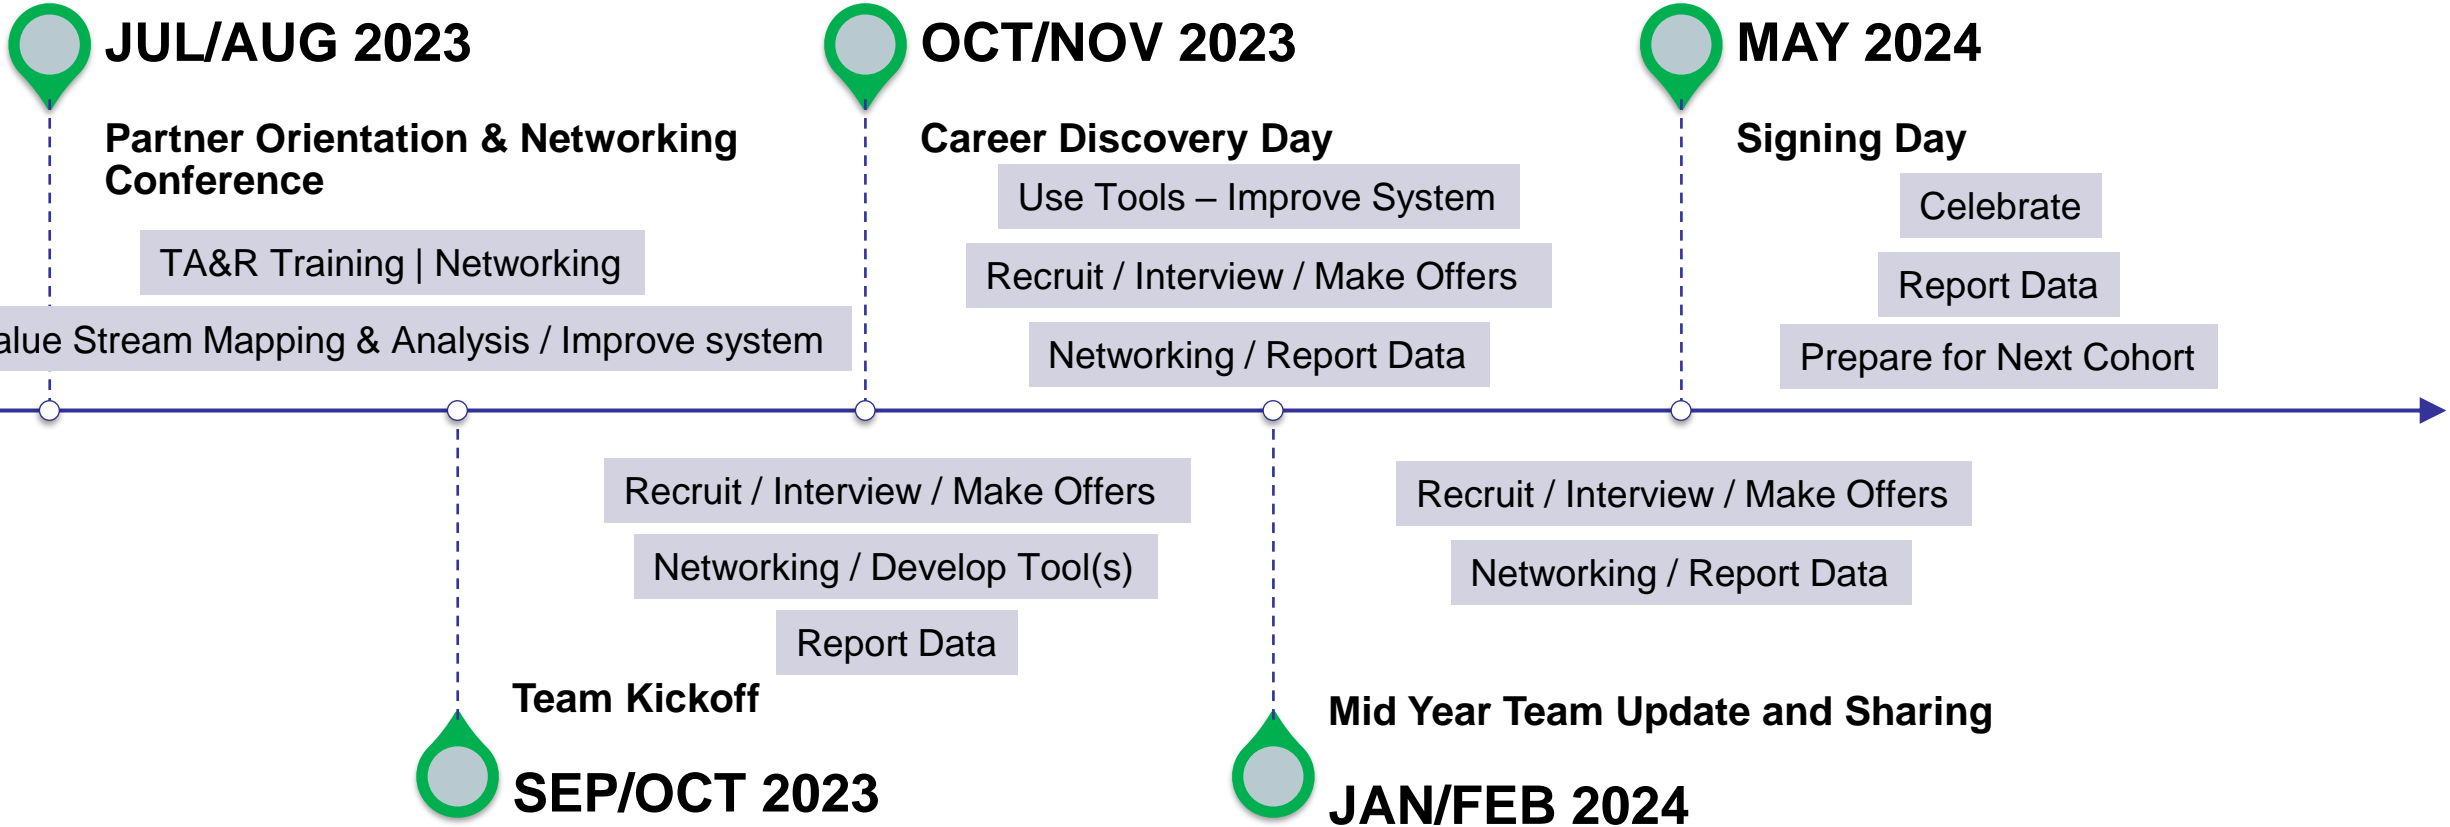 JUL/AUG 2023
Partner Orientation & Networking
Conference
TA&R Training | Networking
alue Stream Mapping & Analysis / Improve system
OCT/NOV 2023
Career Discovery Day
Use Tools – Improve System
Recruit / Interview / Make Offers
Networking / Report Data
MAY 2024
Signing Day
Celebrate
Report Data
Prepare for Next Cohort
Recruit / Interview / Make Offers
Networking / Develop Tool(s)
Report Data
Team Kickoff
SEP/OCT 2023
Recruit / Interview / Make Offers
Networking / Report Data
Mid Year Team Update and Sharing
JAN/FEB 2024